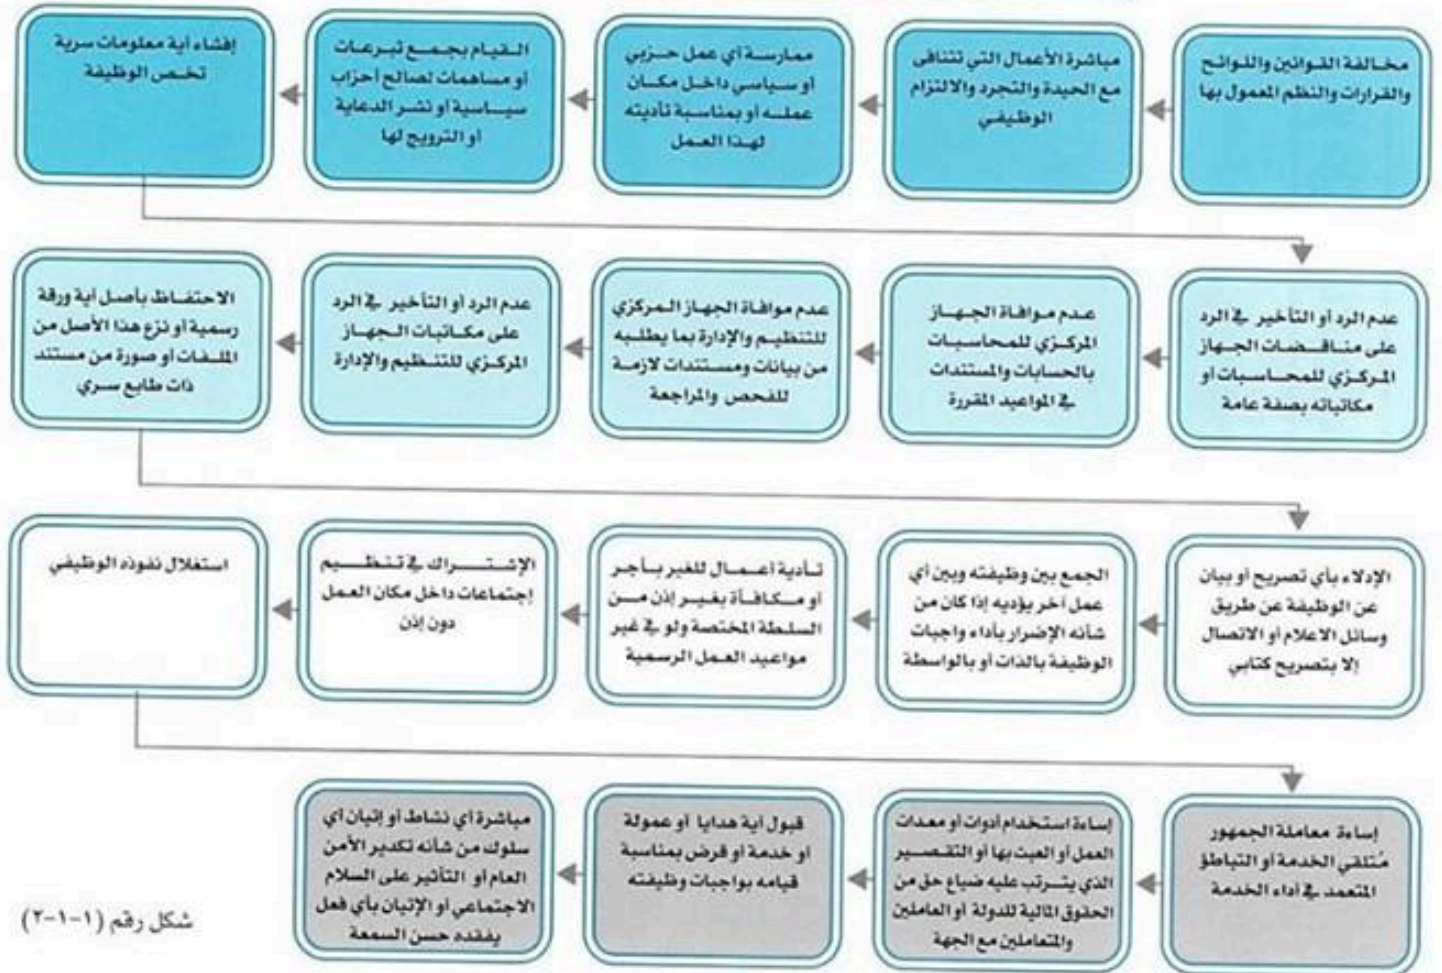 مخالفة القوانين واللوائح
والقرارات والنظم المعمول بها
مباشرة الأعمال التي تتنافى
مع الحيدة والتجرد والالتزام
الوظيفي
ممارسة أي عمل حزبي
أو سياسي داخل مكان
عمله أو بمناسبة تأديته
لهذا العمل
القيام بجمع تبرعات
أو مساهمات لصالح أحزاب
سياسية أو نشر الدعاية
أو الترويج لها
إفشاء أية معلومات سرية
تخص الوظيفة
عدم الرد أو التأخير في الرد
على مناقضات الجهاز
المركزي للمحاسبات أو
مكاتباته بصفة عامة
عدم موافاة الجهاز
المركزي للمحاسبات
بالحسابات والمستندات
في المواعيد المقررة
عدم موافاة الجهاز المركزي
للتنظيم والإدارة بما يطلبه
من بيانات ومستندات لازمة
للفحص والمراجعة
عدم الرد أو التأخير في الرد
على مكاتبات الجهاز
المركزي للتنظيم والإدارة
الاحتفاظ بأصل أية ورقة
رسمية أو نزع هذا الأصل من
الملفات أو صورة من مستند
ذات طابع سري
الإدلاء بأي تصريح أو بيان
عن الوظيفة عن طريق
وسائل الاعلام أو الاتصال
إلا بتصريح كتابي
الجمع بين وظيفته وبين أي
عمل آخر يؤديه إذا كان من
شأنه الإضرار بأداء واجبات
الوظيفة بالذات أو بالواسطة
تأدية أعمال للغير بأجر
أو مكافأة بغير إذن من
السلطة المختصة ولو في غير
مواعيد العمل الرسمية
الإشتراك في تنظيم
إجتماعات داخل مكان العمل
دون إذن
استغلال نفوذه الوظيفي
إساءة معاملة الجمهور
مُتلقي الخدمة أو التباطؤ
المتعمد في أداء الخدمة
إساءة استخدام أدوات أو معدات
العمل أو العبث بها أو التقصير
الذي يترتب عليه ضياع حق من
الحقوق المالية للدولة أو العاملين
والمتعاملين مع الجهة
قبول أية هدايا أو عمولة
أو خدمة أو قرض بمناسبة
قيامه بواجبات وظيفته
مباشرة أي نشاط أو إتيان أي
سلوك من شأنه تكدير الأمن
العام أو التأثير على السلام
الاجتماعي أو الإتيان بأي فعل
يفقده حسن السمعة
شكل رقم (١-١-٢)